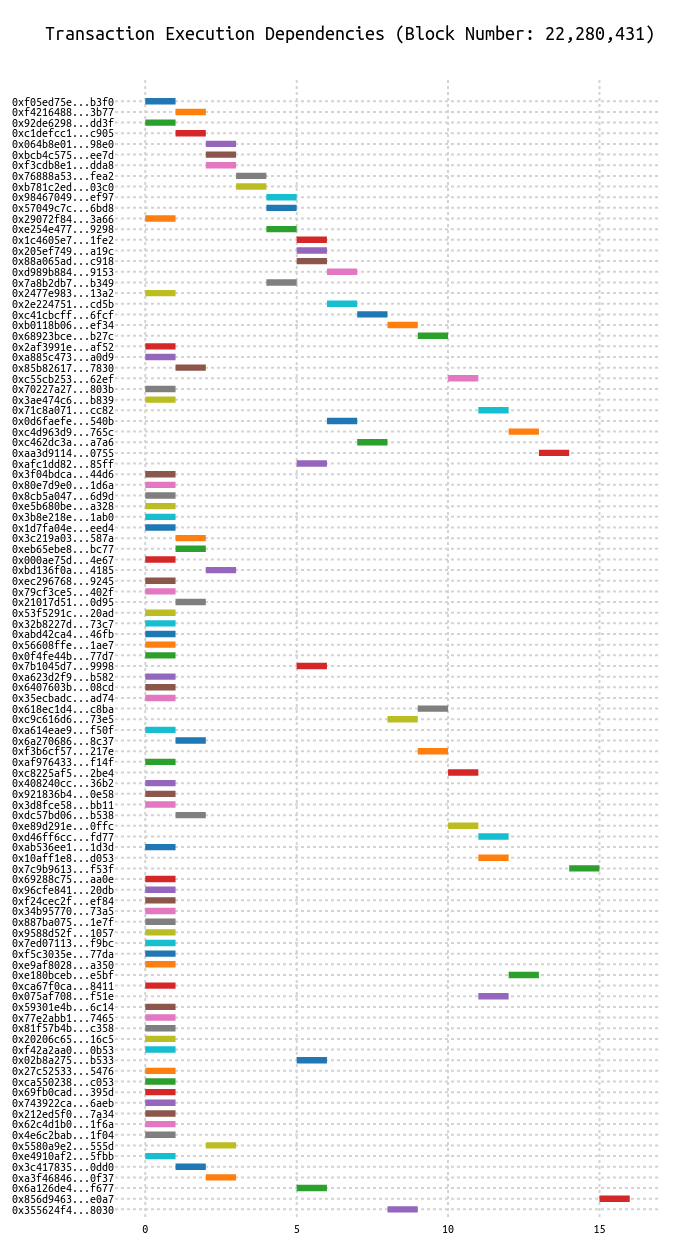 Transaction Execution Dependencies (Block Number: 22,280,431)
0xf05ed75e...b3f0
0xf4216488...3b77
0x92de6298...dd3f
0xc1defcc1...c905
0x064b8e01...98e0
0xbcb4c575...ee7d
0xf3cdb8e1...dda8
0x76888a53...fea2
0xb781c2ed...03c0
0x98467049...ef97
0x57049c7c...6bd8
0x29072f84...3a66
0xe254e477...9298
0x1c4605e7...1fe2
0x205ef749...a19c
0x88a065ad...c918
0xd989b884...9153
0x7a8b2db7...b349
0x2477e983...13a2
0x2e224751...cd5b
0xc41cbcff...6fcf
0xb0118b06...ef34
0x68923bce...b27c
0x2af3991e...af52
0xa885c473...a0d9
0x85b82617...7830
0xc55cb253...62ef
0x70227a27...803b
0x3ae474c6...b839
0x71c8a071...cc82
0x0d6faefe...540b
0xc4d963d9...765c
0xc462dc3a...a7a6
0xaa3d9114...0755
0xafc1dd82...85ff
0x3f04bdca...44d6
0x80e7d9e0...1d6a
0x8cb5a047...6d9d
0xe5b680be...a328
0x3b8e218e...1ab0
0x1d7fa04e...eed4
0x3c219a03...587a
0xeb65ebe8...bc77
0x000ae75d...4e67
0xbd136f0a...4185
0xec296768...9245
0x79cf3ce5...402f
0x21017d51...0d95
0x53f5291c...20ad
0x32b8227d...73c7
0xabd42ca4...46fb
0x56608ffe...1ae7
0x0f4fe44b...77d7
0x7b1045d7...9998
0xa623d2f9...b582
0x6407603b...08cd
0x35ecbadc...ad74
0x618ec1d4...c8ba
0xc9c616d6...73e5
0xa614eae9...f50f
0x6a270686...8c37
0xf3b6cf57...217e
0xaf976433...f14f
0xc8225af5...2be4
0x408240cc...36b2
0x921836b4...0e58
0x3d8fce58...bb11
0xdc57bd06...b538
0xe89d291e...0ffc
0xd46ff6cc...fd77
0xab536ee1...1d3d
0x10aff1e8...d053
0x7c9b9613...f53f
0x69288c75...aa0e
0x96cfe841...20db
0xf24cec2f...ef84
0x34b95770...73a5
0x887ba075...1e7f
0x9588d52f...1057
0x7ed07113...f9bc
0xf5c3035e...77da
0xe9af8028...a350
0xe180bceb...e5bf
0xca67f0ca...8411
0x075af708...f51e
0x59301e4b...6c14
0x77e2abb1...7465
0x81f57b4b...c358
0x20206c65...16c5
0xf42a2aa0...0b53
0x02b8a275...b533
0x27c52533...5476
0xca550238...c053
0x69fb0cad...395d
0x743922ca...6aeb
0x212ed5f0...7a34
0x62c4d1b0...1f6a
0x4e6c2bab...1f04
0x5580a9e2...555d
0xe4910af2...5fbb
0x3c417835...0dd0
0xa3f46846...0f37
0x6a126de4...f677
0x856d9463...e0a7
0x355624f4...8030
0 5 10 15